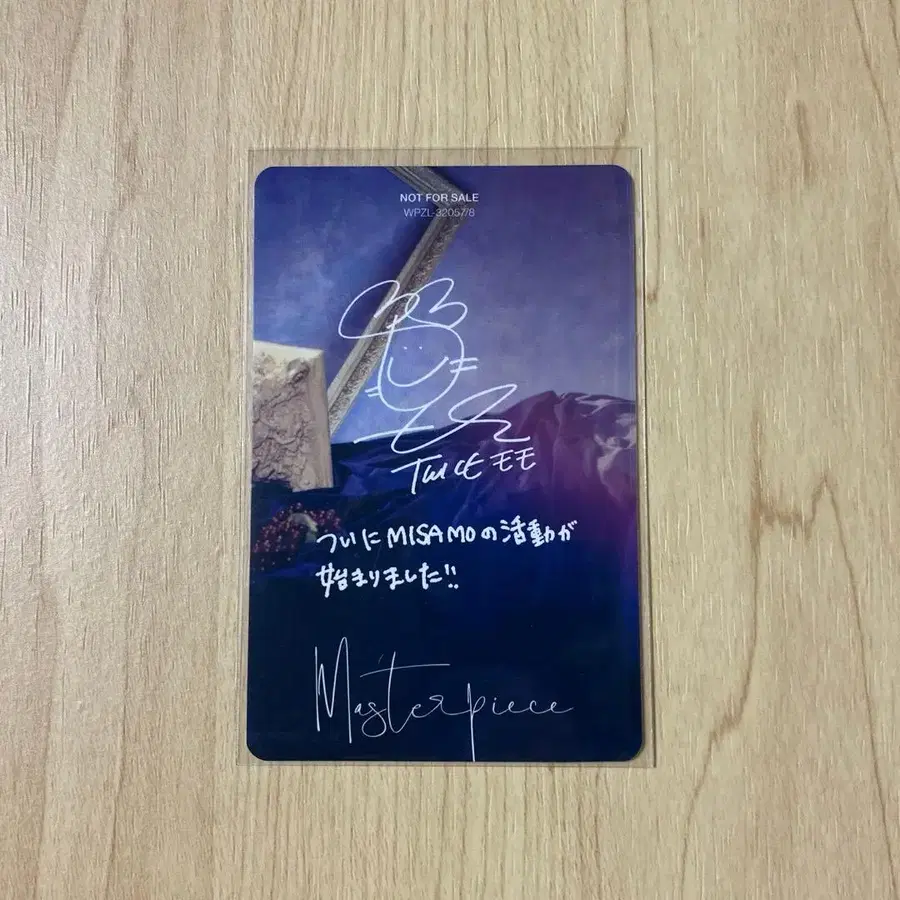 NOT FOR SALE
WPZL-32057/8
TWICE モモ
ついにMISAMOの活動が
始まりました!!
Masterpiece